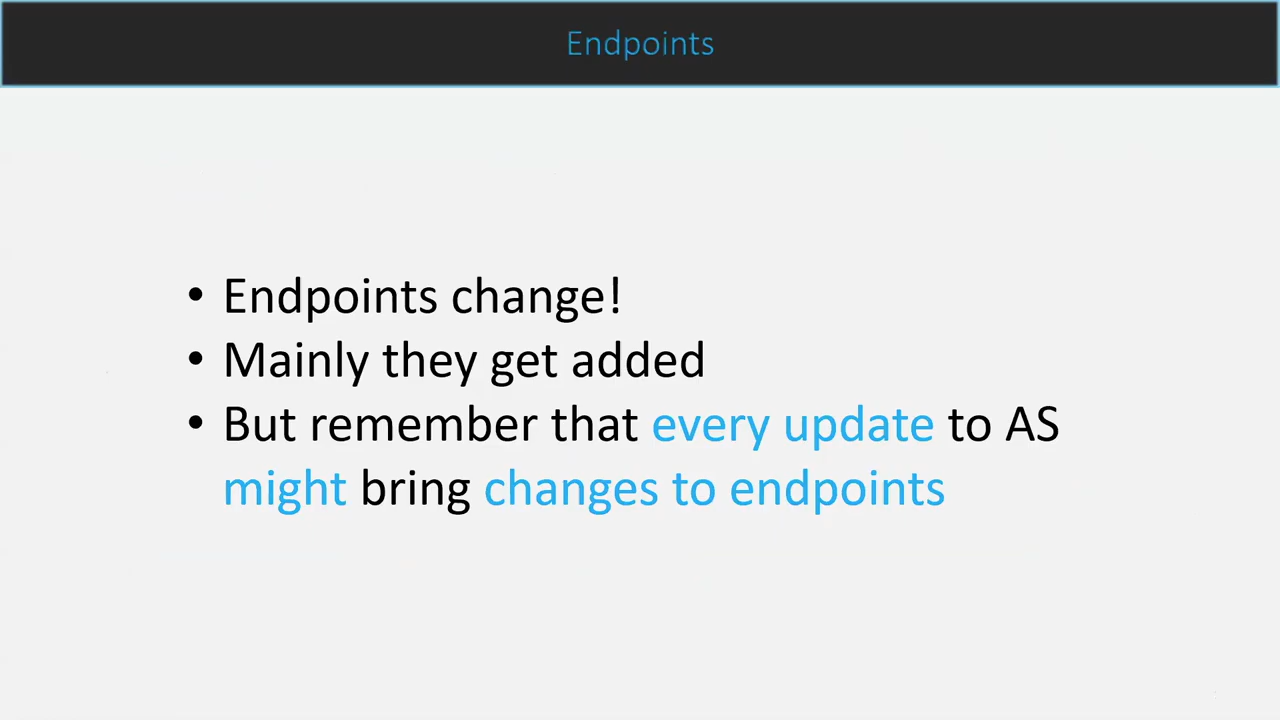 Endpoints
• Endpoints change!
• Mainly they get added
• But remember that every update to AS
might bring changes to endpoints